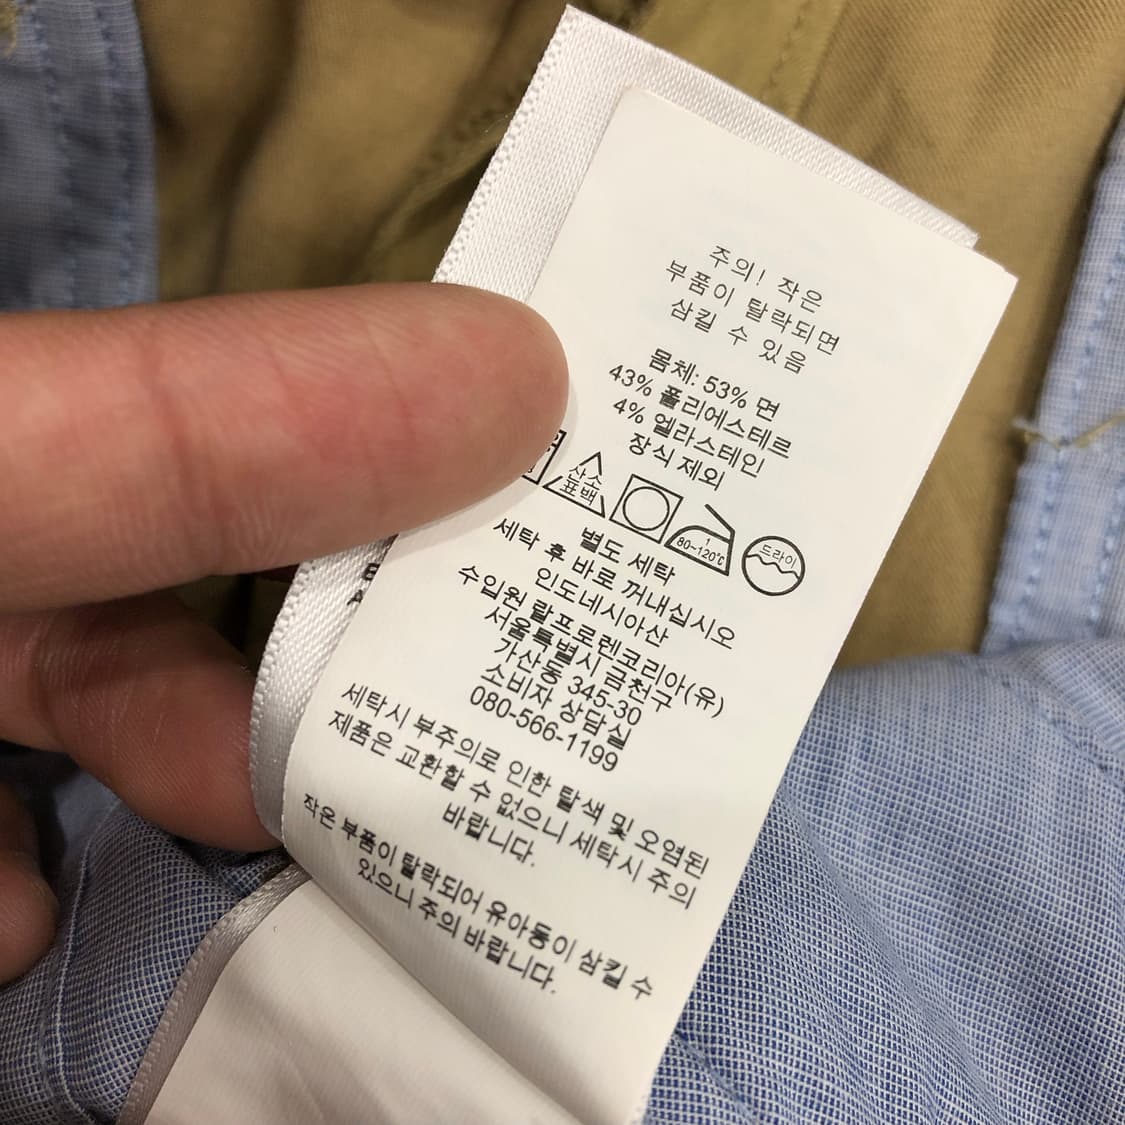 주의! 작은
부품이 탈락되면
삼킬 수 있음
몸체: 53% 면
43% 폴리에스테르
4% 엘라스테인
장식 제외
산소
표백
1
80~120℃
드라이
별도 세탁
세탁 후 바로 꺼내십시오
인도네시아산
수입원 랄프로렌코리아(유)
서울특별시 금천구
가산동 345-30
소비자 상담실
080-566-1199
세탁시 부주의로 인한 탈색 및 오염된
제품은 교환할 수 없으니 세탁시 주의
바랍니다.
작은 부품이 탈락되어 유아동이 삼킬 수
있으니 주의 바랍니다.